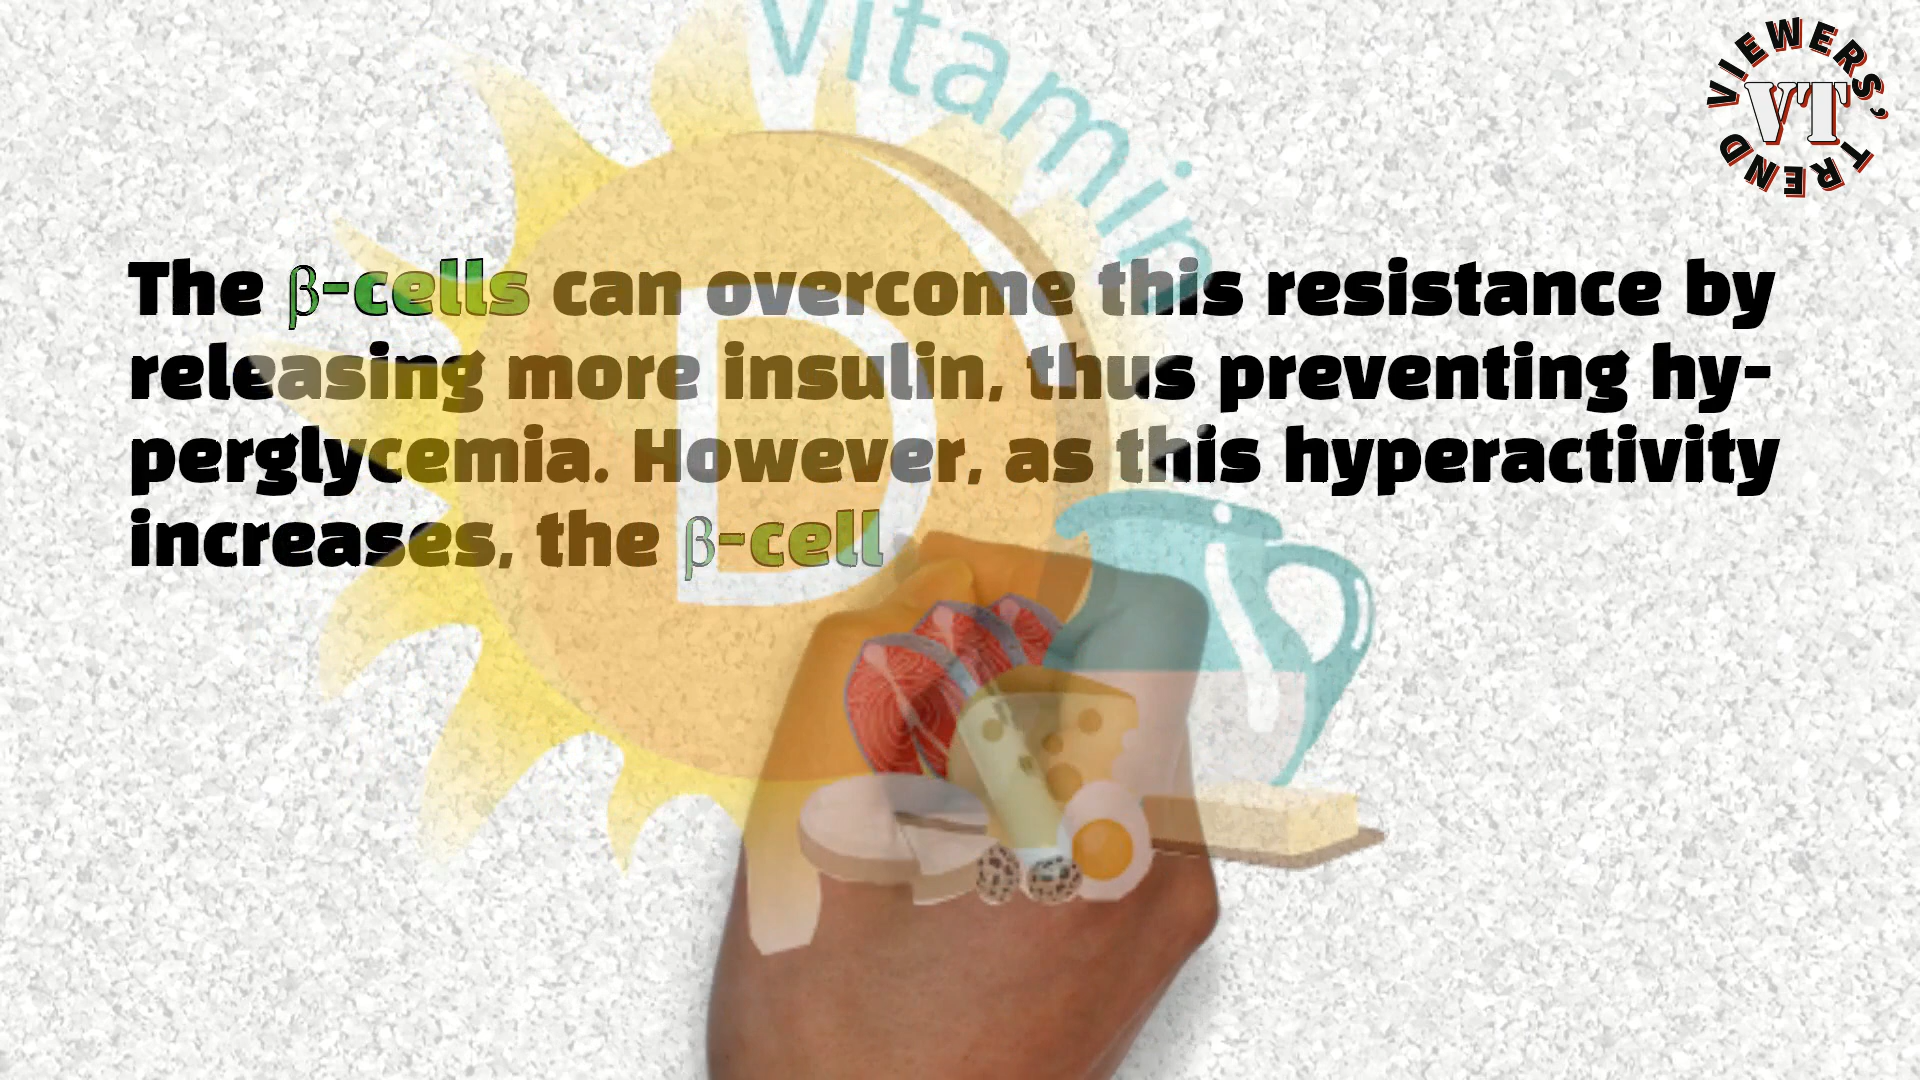 Vitamin
D
VIEWERS' TREND
VT
The β-cells can overcome this resistance by
releasing more insulin, thus preventing hy-
perglycemia. However, as this hyperactivity
increases, the β-cell